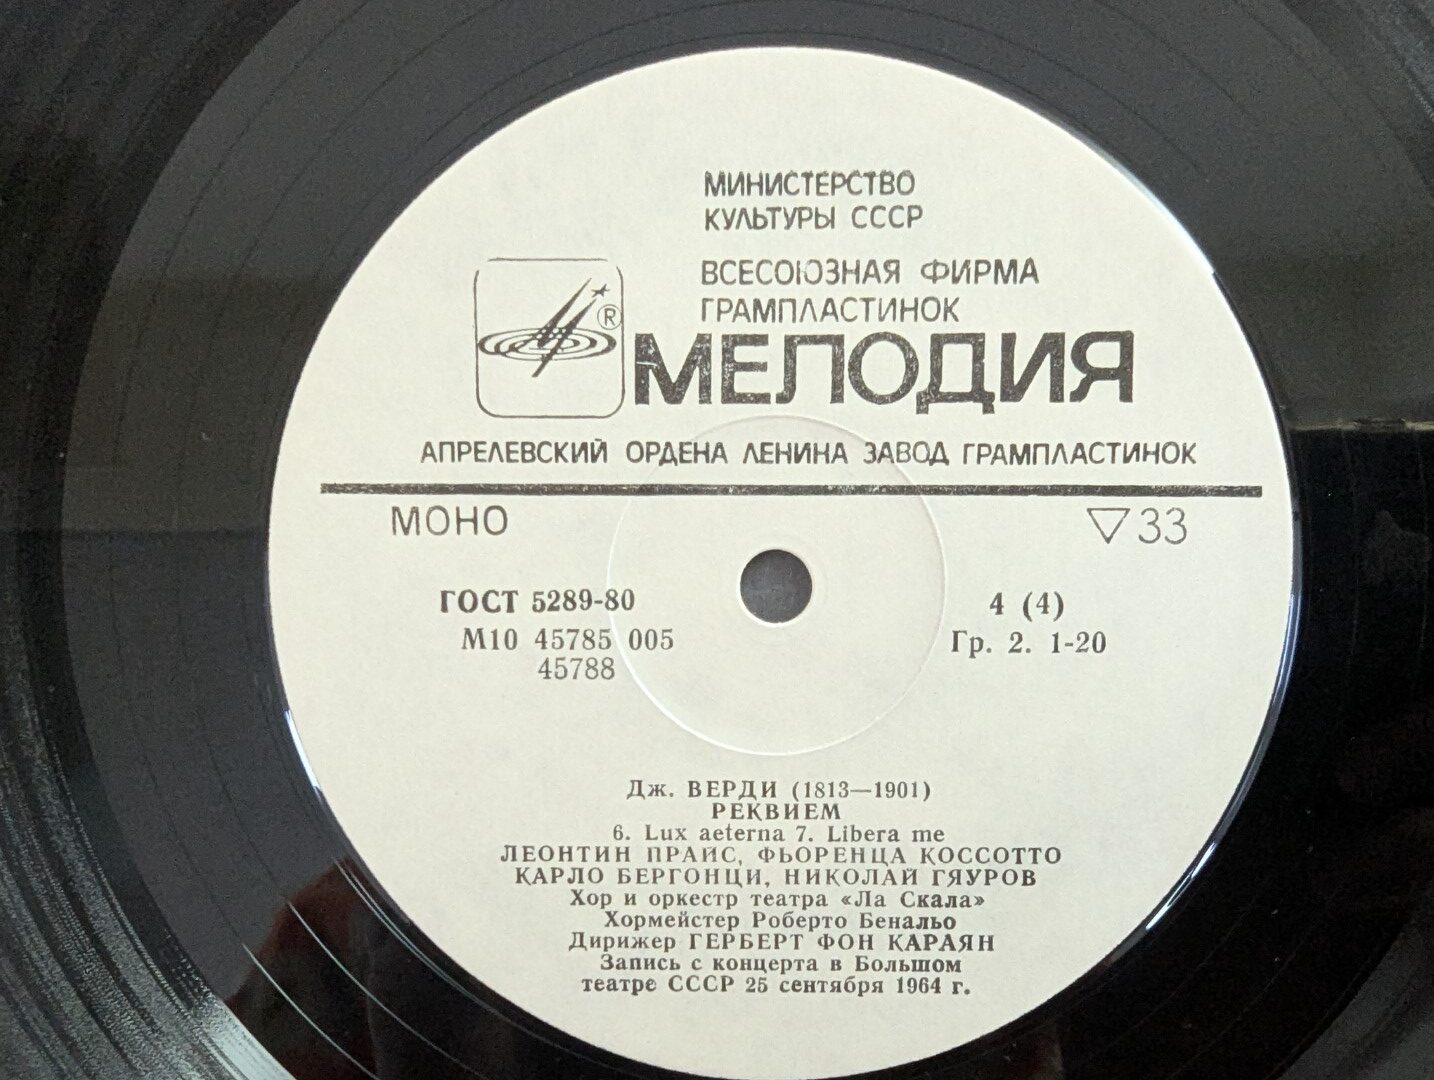 МИНИСТЕРСТВО
КУЛЬТУРЫ СССР
ВСЕСОЮЗНАЯ ФИРМА
ГРАМПЛАСТИНОК
®
МЕЛОДИЯ
АПРЕЛЕВСКИЙ ОРДЕНА ЛЕНИНА ЗАВОД ГРАМПЛАСТИНОК
МОНО
▽33
ГОСТ 5289-80
4 (4)
М10 45785 005
Гр. 2. 1-20
45788
Дж. ВЕРДИ (1813—1901)
РЕКВИЕМ
6. Lux aeterna 7. Libera me
ЛЕОНТИН ПРАЙС, ФЬОРЕНЦА КОССОТТО
КАРЛО БЕРГОНЦИ, НИКОЛАЙ ГЯУРОВ
Хор и оркестр театра «Ла Скала»
Хормейстер Роберто Бенальо
Дирижер ГЕРБЕРТ ФОН КАРАЯН
Запись с концерта в Большом
театре СССР 25 сентября 1964 г.